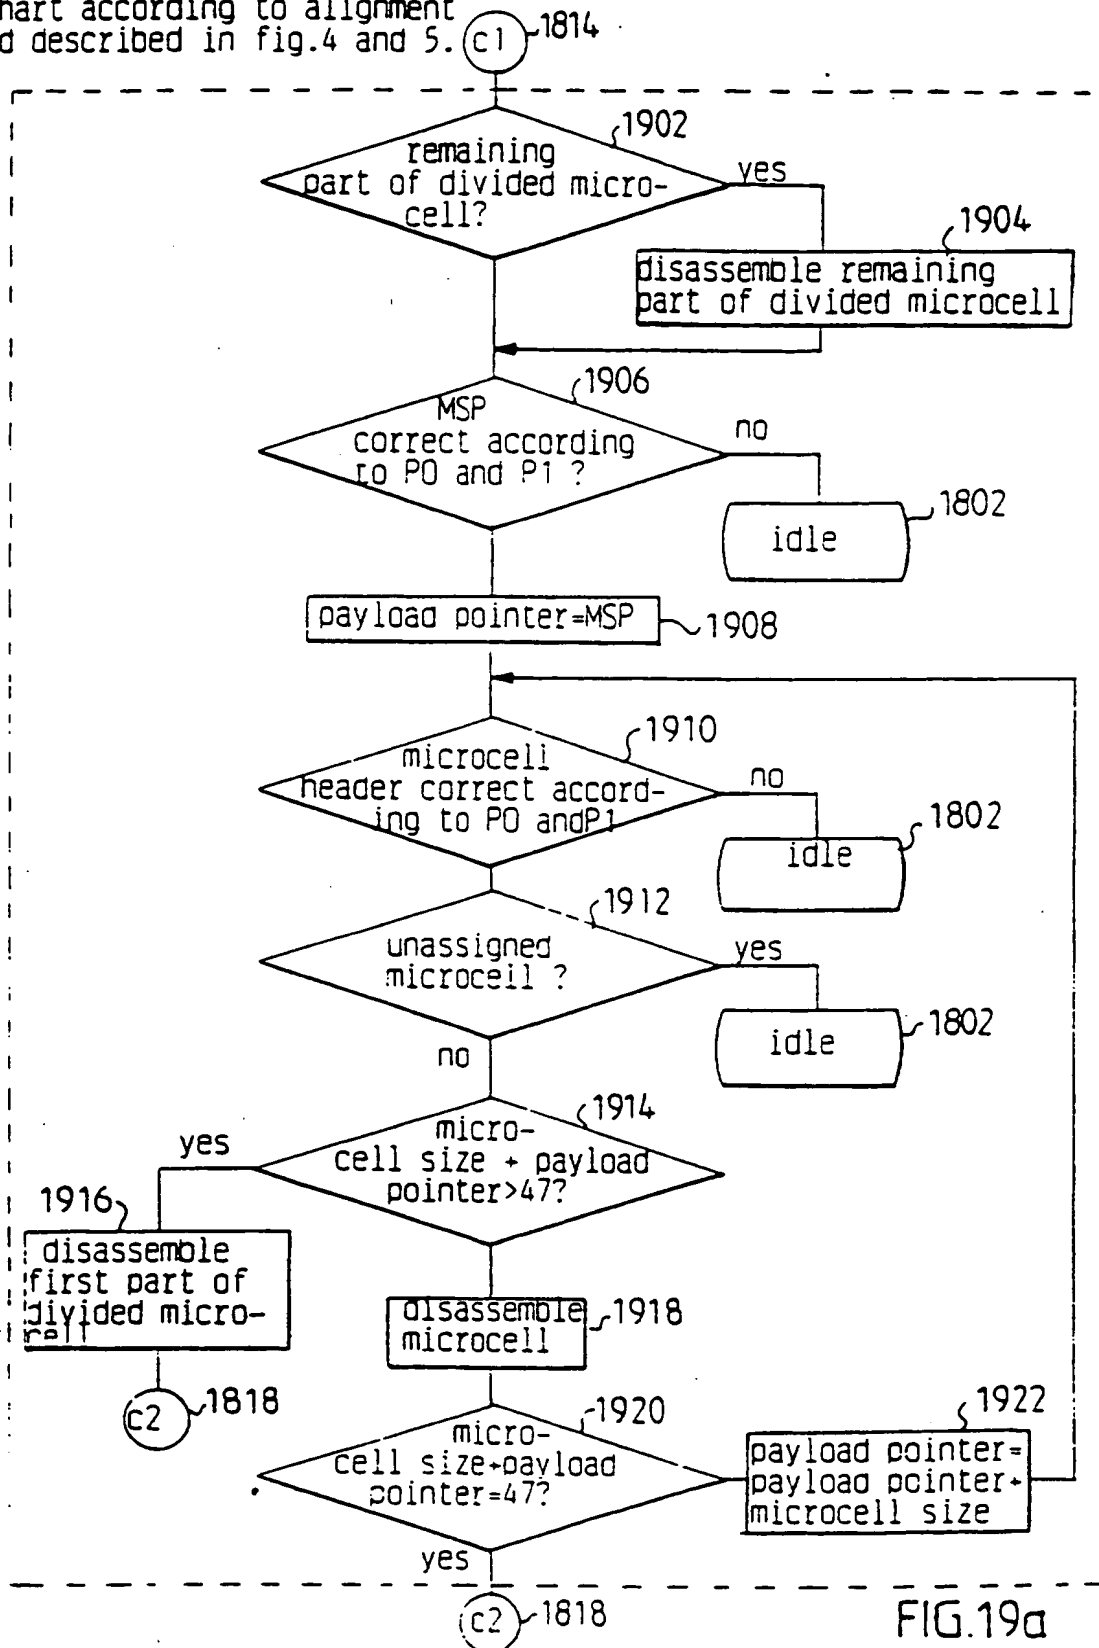 hart according to alignment
d described in fig.4 and 5.
c1
1814
1902
remaining
part of divided micro-
cell?
yes
1904
disassemble remaining
part of divided microcell
1906
MSP
correct according
to P0 and P1 ?
no
1802
idle
payload pointer=MSP
1908
1910
microcell
header correct accord-
ing to P0 andP1
no
1802
idle
1912
unassigned
microcell ?
yes
1802
idle
no
1914
micro-
cell size + payload
pointer>47?
yes
1916
disassemble
first part of
divided micro-
cell
1918
disassemble
microcell
c2
1818
1920
micro-
cell size+payload
pointer=47?
1922
payload pointer=
payload pointer+
microcell size
yes
c2
1818
FIG.19a